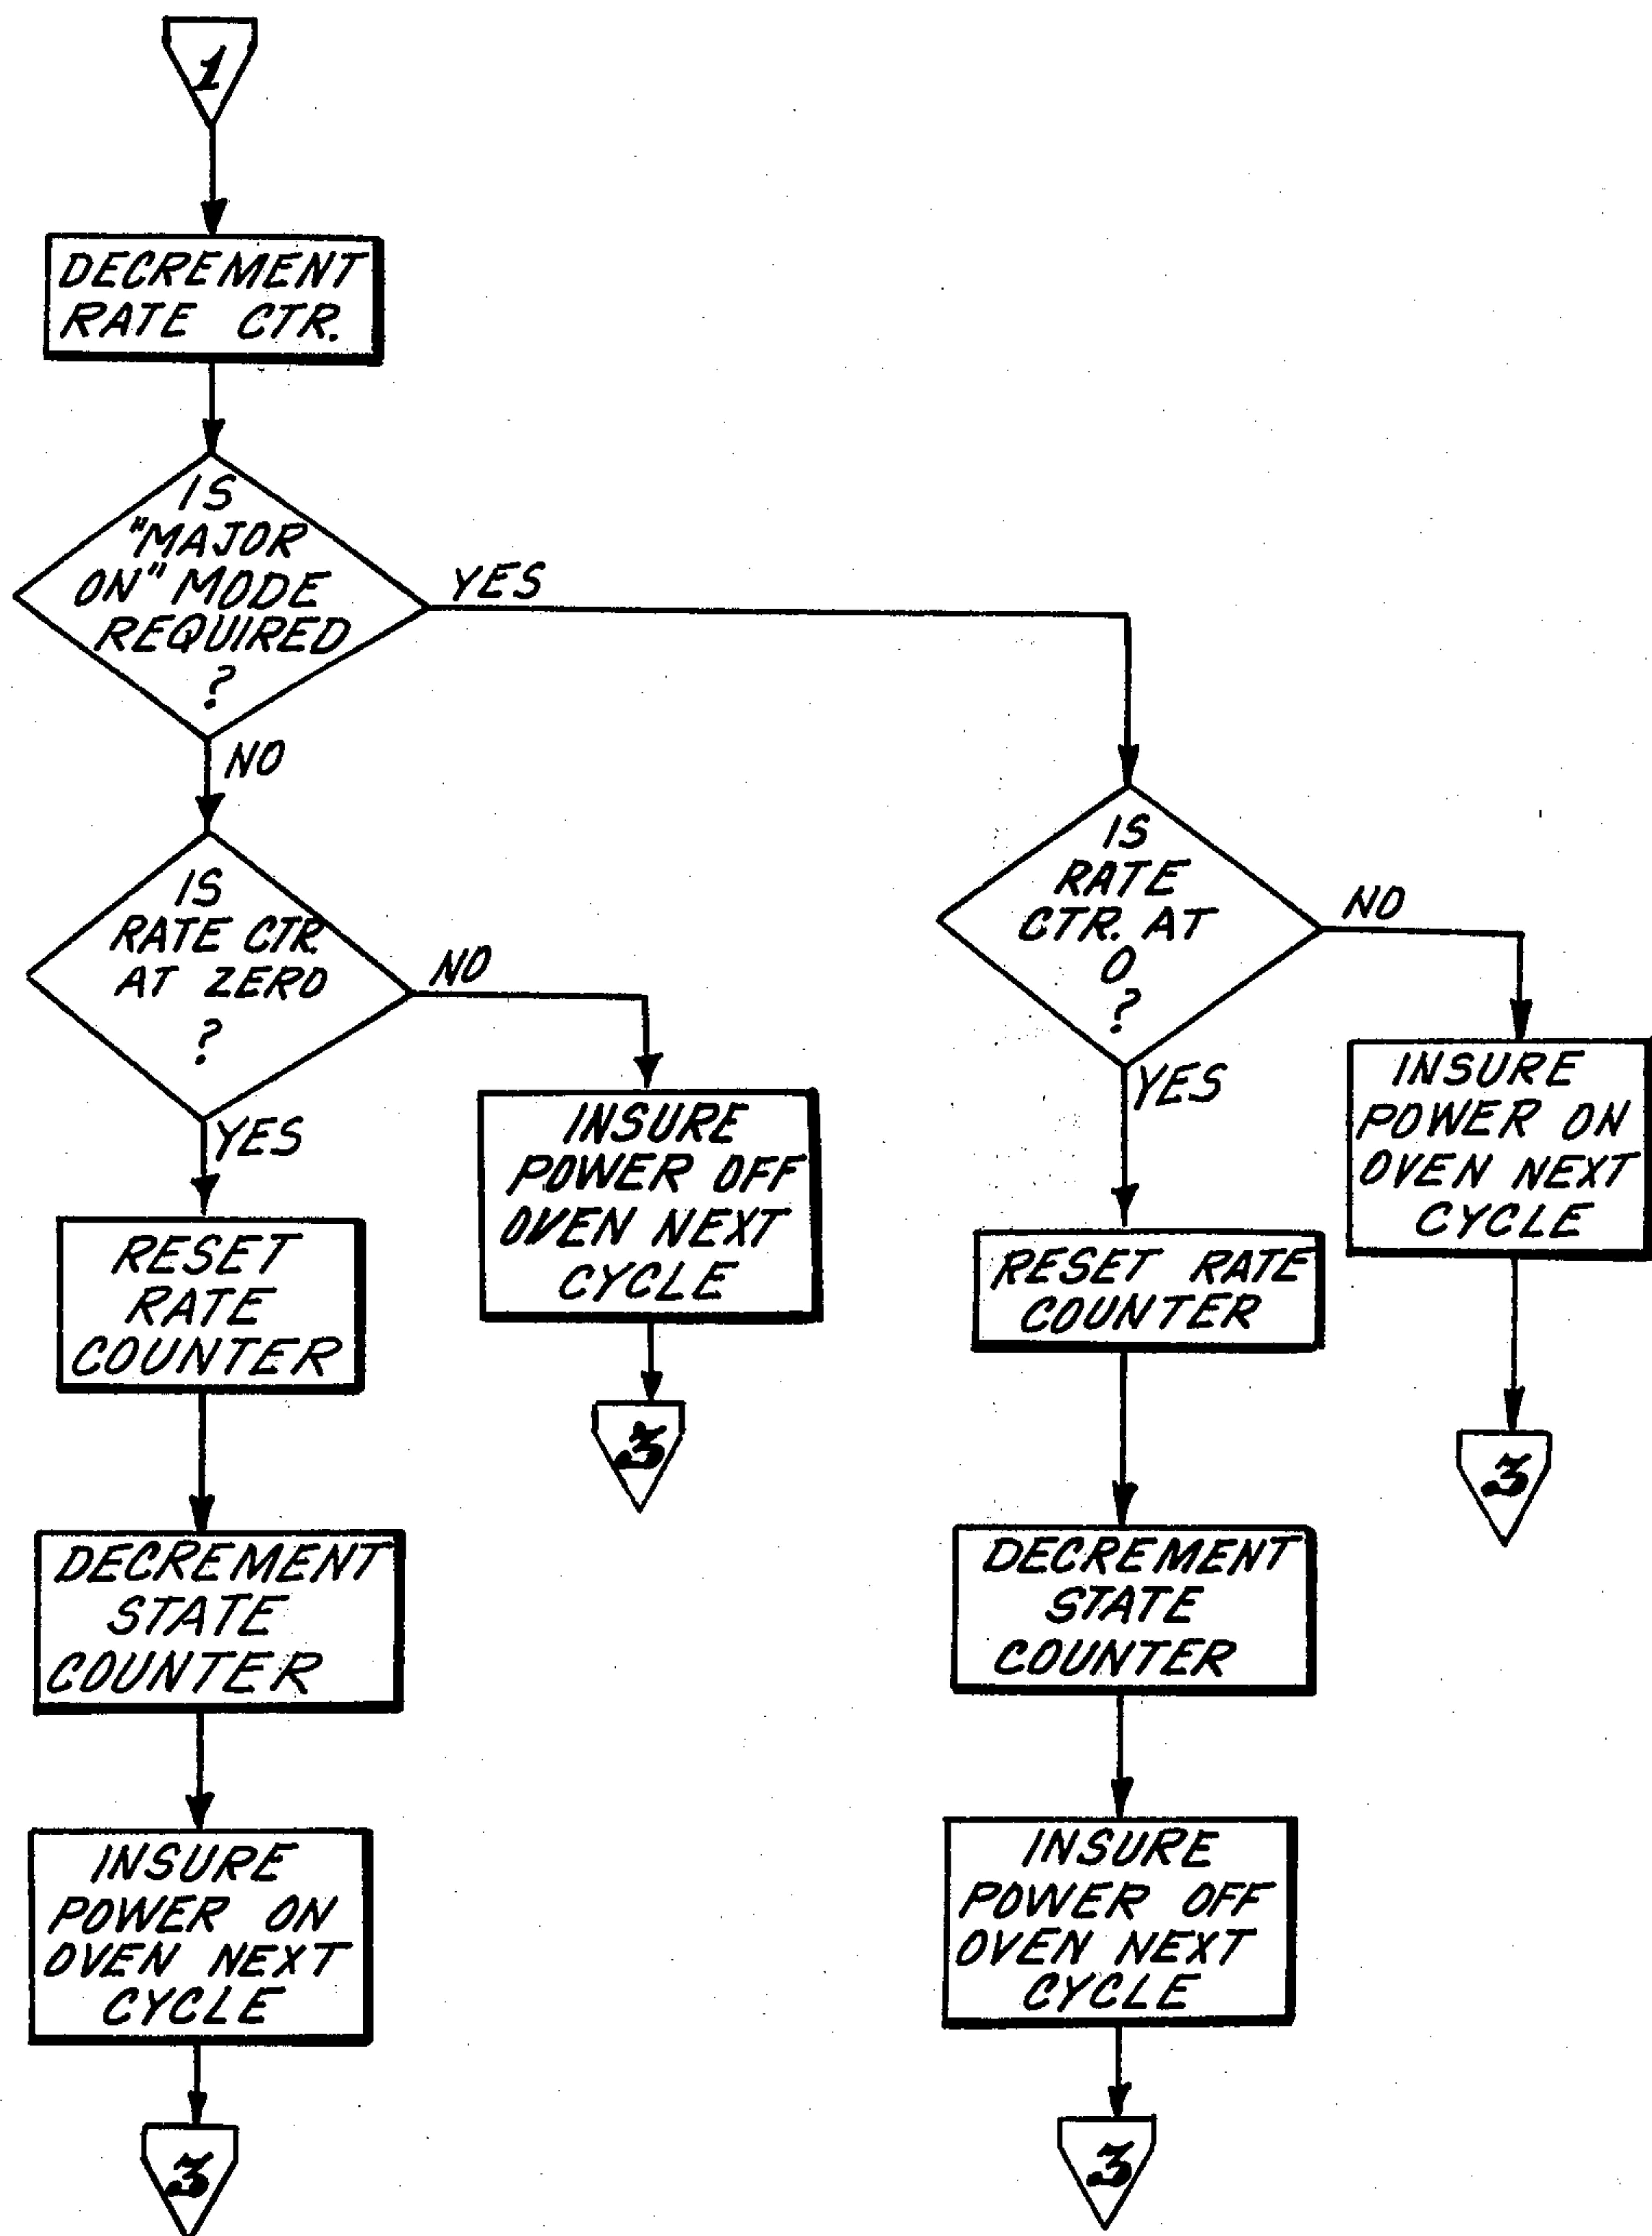 1
DECREMENT
RATE CTR.
IS
"MAJOR
ON" MODE
REQUIRED
?
YES
NO
IS
RATE CTR.
AT ZERO
?
NO
YES
INSURE
POWER OFF
OVEN NEXT
CYCLE
3
RESET
RATE
COUNTER
DECREMENT
STATE
COUNTER
INSURE
POWER ON
OVEN NEXT
CYCLE
3
IS
RATE
CTR. AT
0
?
NO
YES
INSURE
POWER ON
OVEN NEXT
CYCLE
3
RESET RATE
COUNTER
DECREMENT
STATE
COUNTER
INSURE
POWER OFF
OVEN NEXT
CYCLE
3